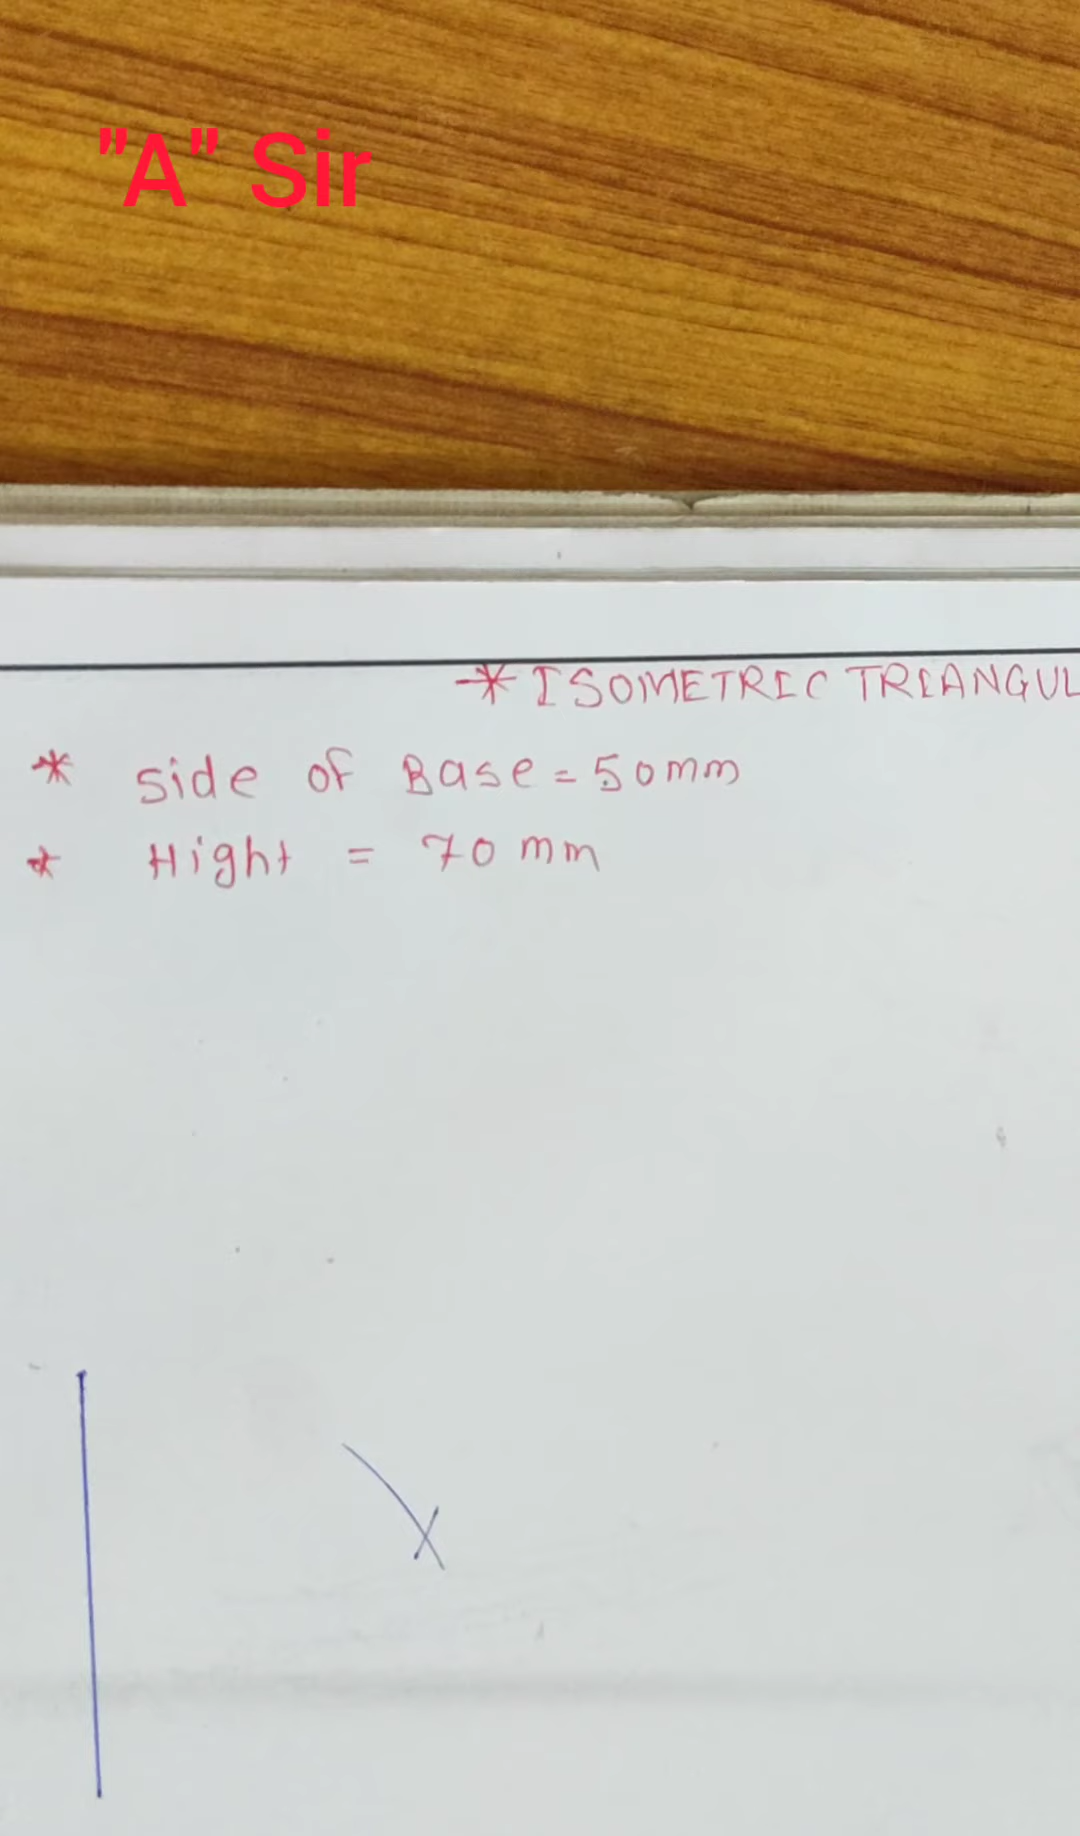 "A" Sir
* ISOMETRIC TRIANGUL
* Side of Base = 50mm
* Hight = 70 mm